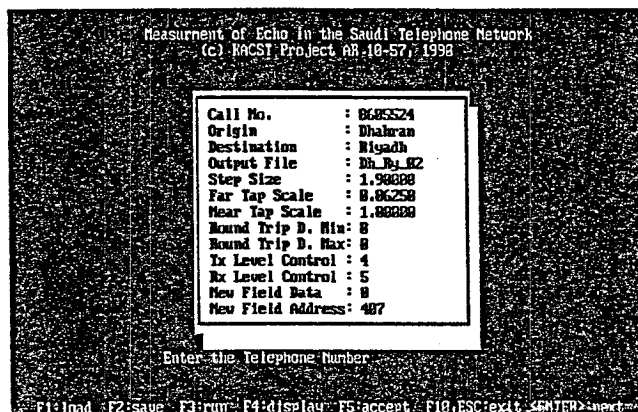 Measurment of Echo in the Saudi Telephone Network
(c) KACST Project AR-10-57, 1990
Call No. : 0605524
Origin : Dhahran
Destination : Riyadh
Output File : Dh_Ry_02
Step Size : 1.90000
Far Tap Scale : 0.06250
Near Tap Scale : 1.00000
Round Trip D. Min: 0
Round Trip D. Max: 0
Tx Level Control : 4
Rx Level Control : 5
New Field Data : 0
New Field Address: 407
Enter the Telephone Number
F1:load F2:save F3:run F4:display F5:accept F10,ESC:exit <ENTER>:next